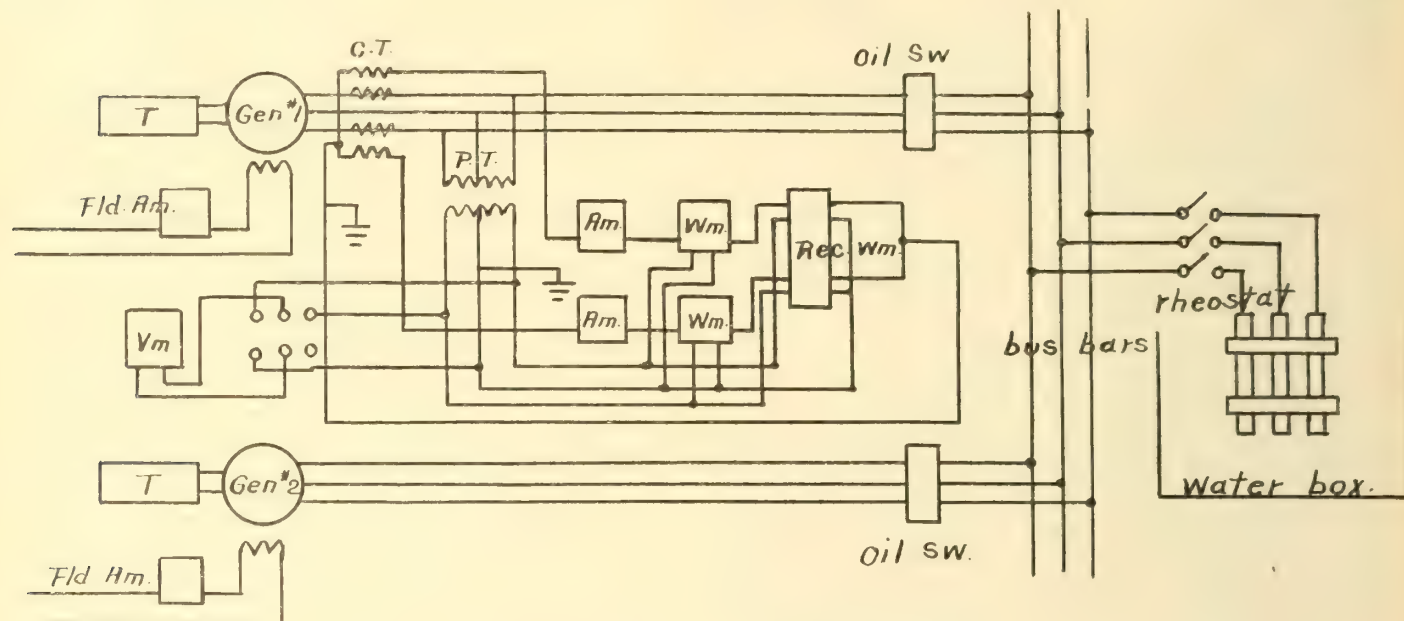 C.T.
oil sw
T
Gen #1
P.T.
Fld. Am.
Am.
Wm.
Rec. Wm.
Vm
Am.
Wm.
rheostat
bus bars
T
Gen #2
water box.
oil sw.
Fld Am.